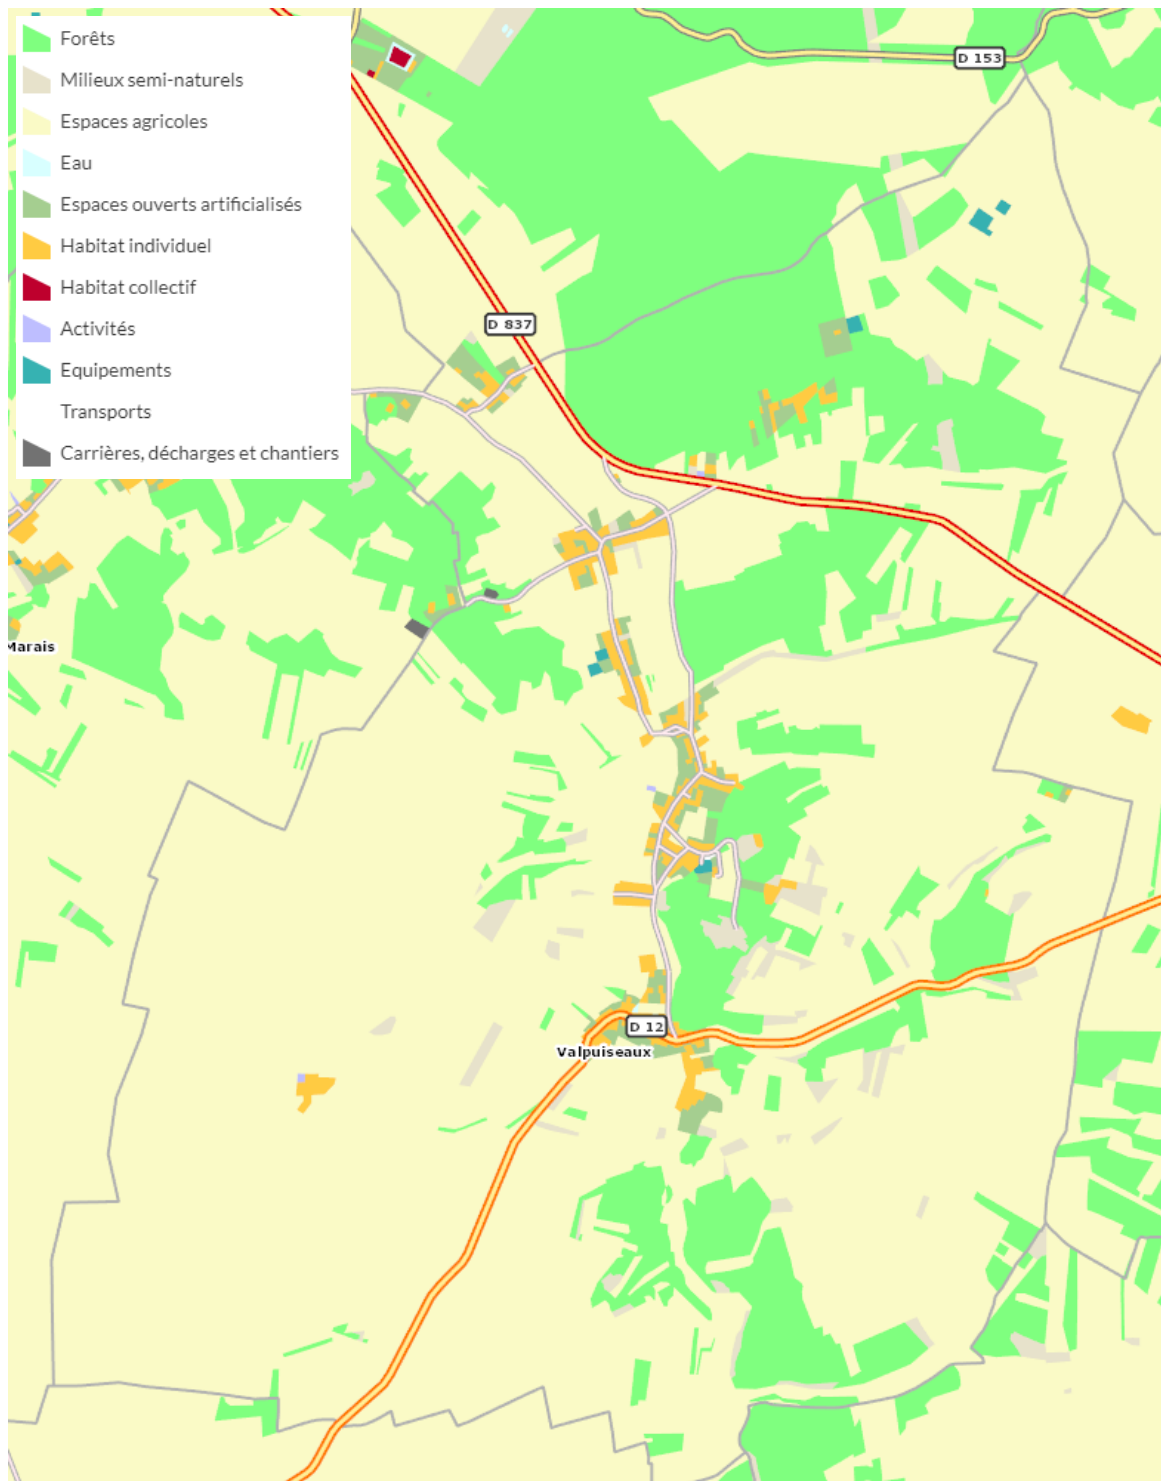 Forêts
Milieux semi-naturels
Espaces agricoles
Eau
Espaces ouverts artificialisés
Habitat individuel
Habitat collectif
Activités
Equipements
Transports
Carrières, décharges et chantiers
D 153
D 837
Marais
D 12
Valpuiseaux